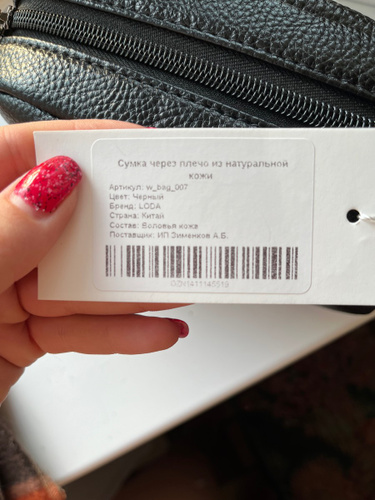 Сумка через плечо из натуральной
кожи
Артикул: w_bag_007
Цвет: Черный
Бренд: LODA
Страна: Китай
Состав: Воловья кожа
Поставщик: ИП Зименков А.Б.